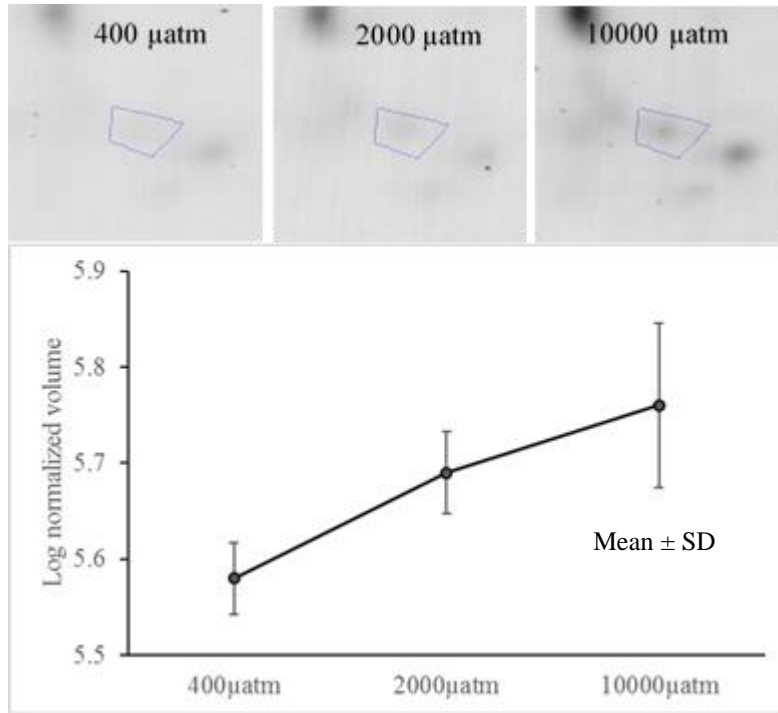 400 µatm
2000 µatm
10000 µatm
Log normalized volume
5.9
5.8
5.7
5.6
5.5
Mean ± SD
400µatm
2000µatm
10000µatm